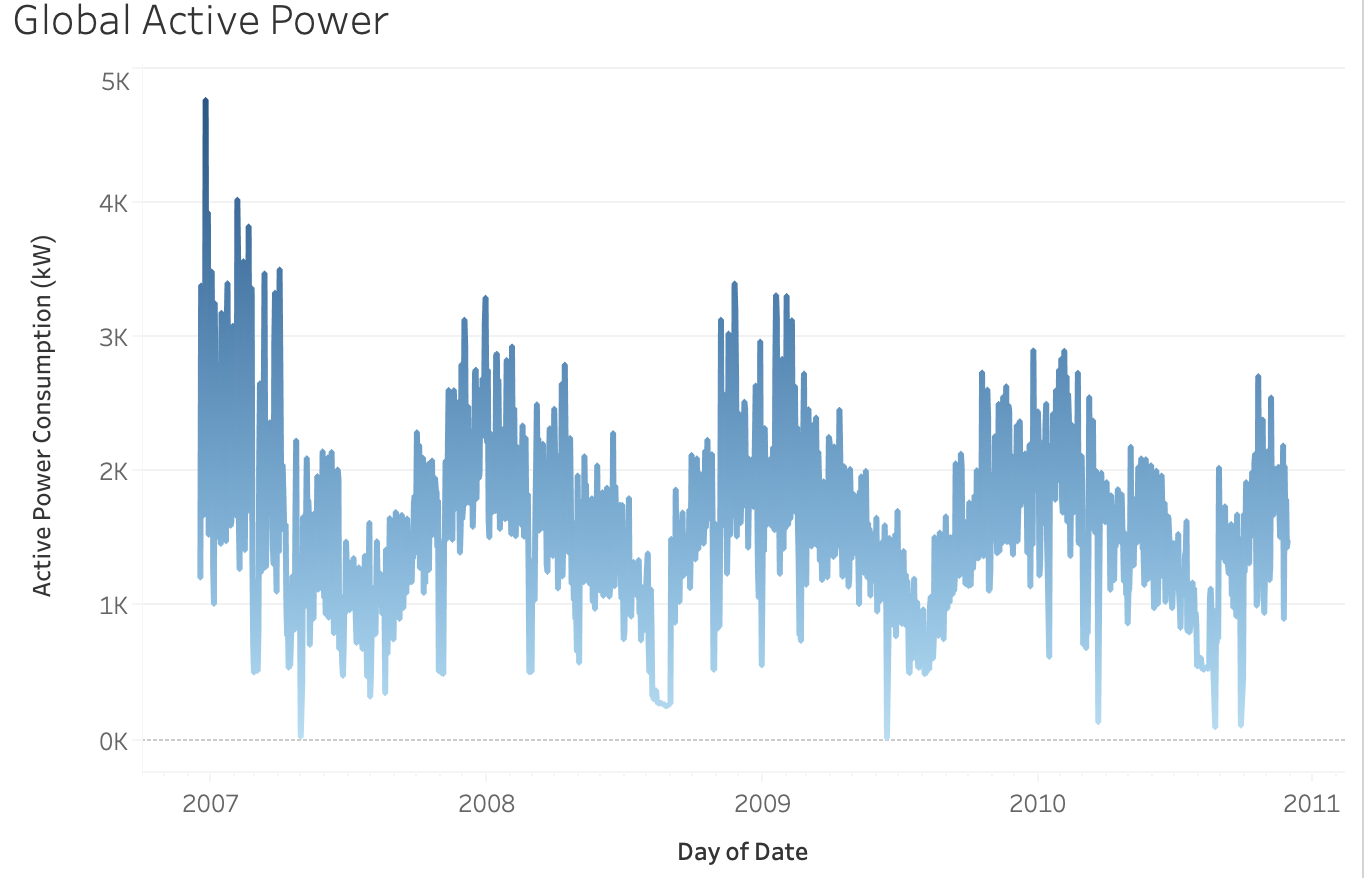 Global Active Power
5K
4K
3K
2K
1K
0K
Active Power Consumption (kW)
2007 2008 2009 2010 2011
Day of Date